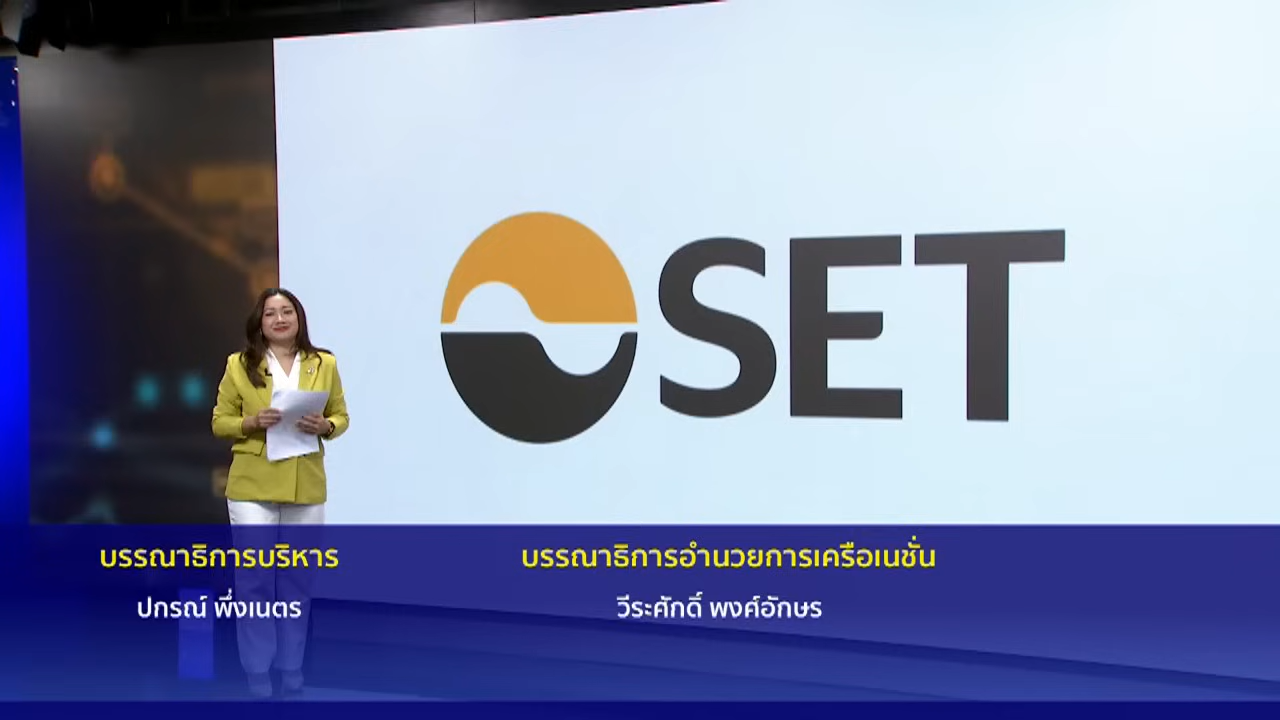 SET
บรรณาธิการบริหาร
ปกรณ์ พึ่งเนตร
บรรณาธิการอำนวยการเครือเนชั่น
วีระศักดิ์ พงศ์อักษร